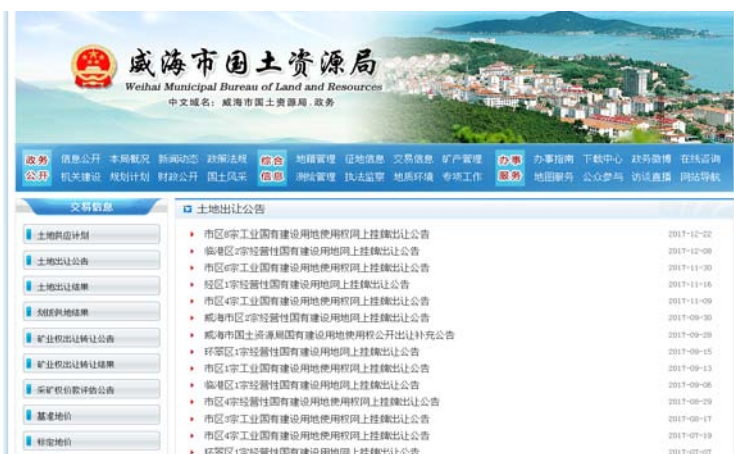 威海市国土资源局
Weihai Municipal Bureau of Land and Resources
中文域名:威海市国土资源局.政务
政务公开 信息公开 本局概况 新闻动态 政策法规 综合信息 地籍管理 征地信息 交易信息 矿产管理 办事服务 办事指南 下载中心 政务微博 在线咨询
机关建设 规划计划 财政公开 国土风采 测绘管理 执法监察 地质环境 专项工作 地图服务 公众参与 访谈直播 网站导航
交易信息
土地供应计划
土地出让公告
土地出让结果
划拨供地结果
矿业权出让转让公告
矿业权出让转让结果
采矿权价款评估公告
基准地价
标定地价
土地出让公告
市区8宗工业国有建设用地使用权网上挂牌出让公告 2017-12-22
临港区2宗经营性国有建设用地网上挂牌出让公告 2017-12-08
市区6宗工业国有建设用地使用权网上挂牌出让公告 2017-11-30
经区1宗经营性国有建设用地网上挂牌出让公告 2017-11-16
市区4宗工业国有建设用地使用权网上挂牌出让公告 2017-11-09
威海市区2宗经营性国有建设用地网上挂牌出让公告 2017-09-30
威海市国土资源局国有建设用地使用权公开出让补充公告 2017-09-28
环翠区1宗经营性国有建设用地网上挂牌出让公告 2017-09-15
市区1宗工业国有建设用地使用权网上挂牌出让公告 2017-09-13
临港区1宗经营性国有建设用地网上挂牌出让公告 2017-09-06
市区4宗经营性国有建设用地使用权网上挂牌出让公告 2017-08-29
市区3宗工业国有建设用地使用权网上挂牌出让公告 2017-08-17
市区4宗工业国有建设用地使用权网上挂牌出让公告 2017-07-19
环翠区1宗经营性国有建设用地网上挂牌出让公告 2017-07-07